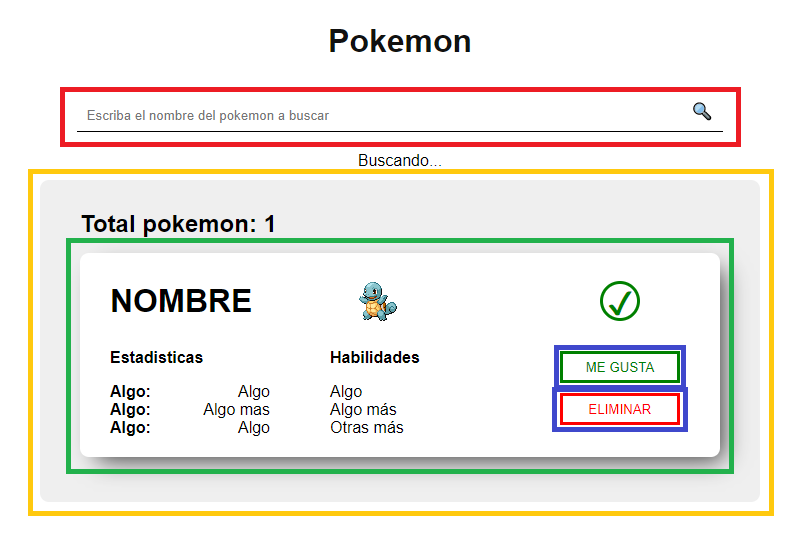 Pokemon
Escriba el nombre del pokemon a buscar
Buscando...
Total pokemon: 1
NOMBRE
Estadisticas
Habilidades
Algo: Algo
Algo: Algo mas
Algo: Algo
Algo
Algo más
Otras más
ME GUSTA
ELIMINAR